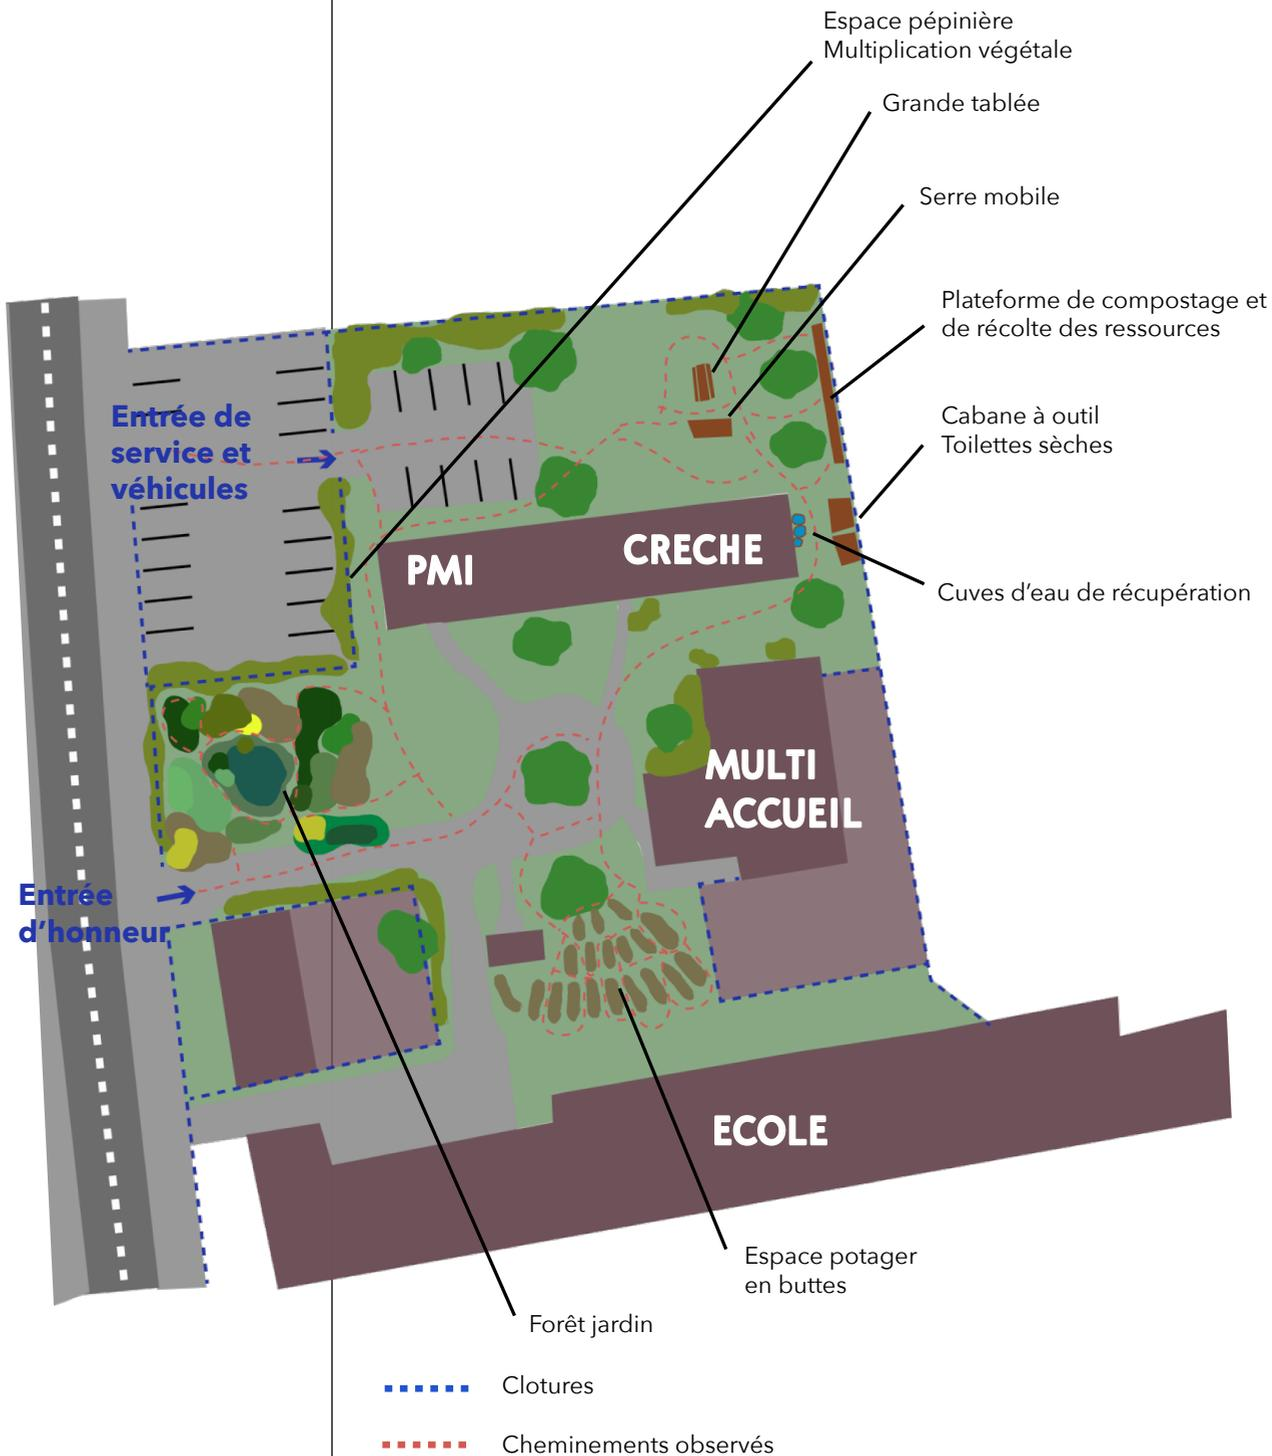 Espace pépinière
Multiplication végétale
Grande tablée
Serre mobile
Plateforme de compostage et
de récolte des ressources
Cabane à outil
Toilettes sèches
Entrée de
service et
véhicules
PMI
CRECHE
Cuves d’eau de récupération
MULTI
ACCUEIL
Entrée
d’honneur
ECOLE
Espace potager
en buttes
Forêt jardin
Clotures
Cheminements observés